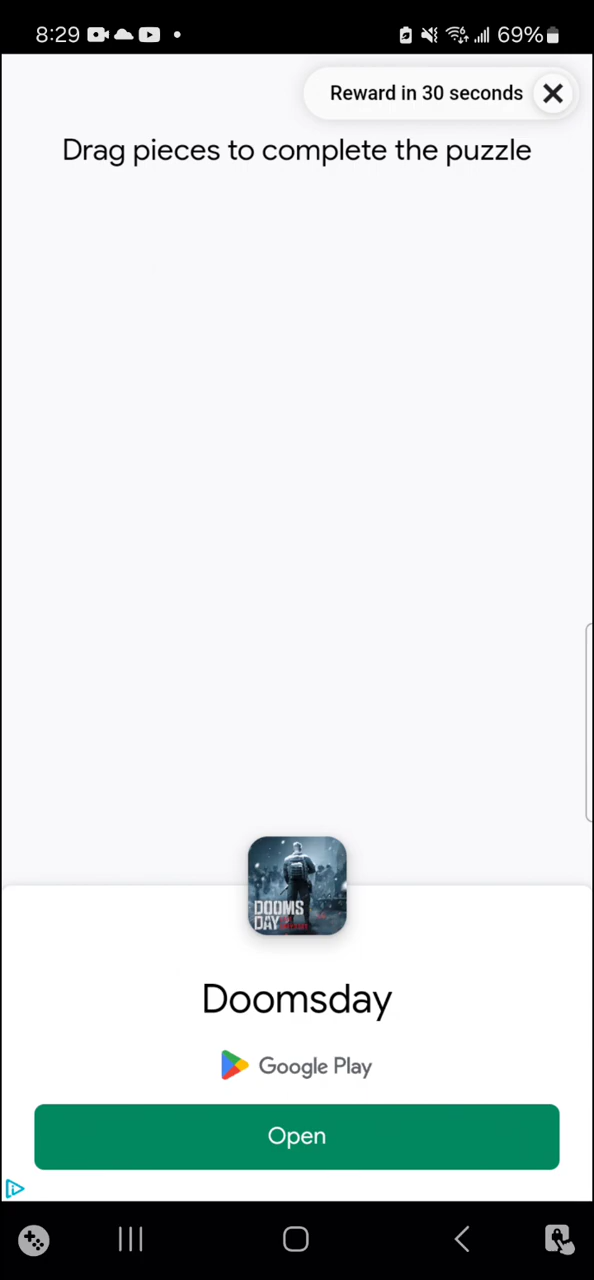 8:29
69%
Reward in 30 seconds
Drag pieces to complete the puzzle
DOOMS
DAY
Doomsday
Google Play
Open